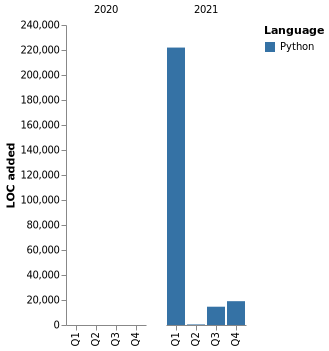 2020
2021
Language
Python
LOC added
240,000
220,000
200,000
180,000
160,000
140,000
120,000
100,000
80,000
60,000
40,000
20,000
0
Q1
Q2
Q3
Q4
Q1
Q2
Q3
Q4